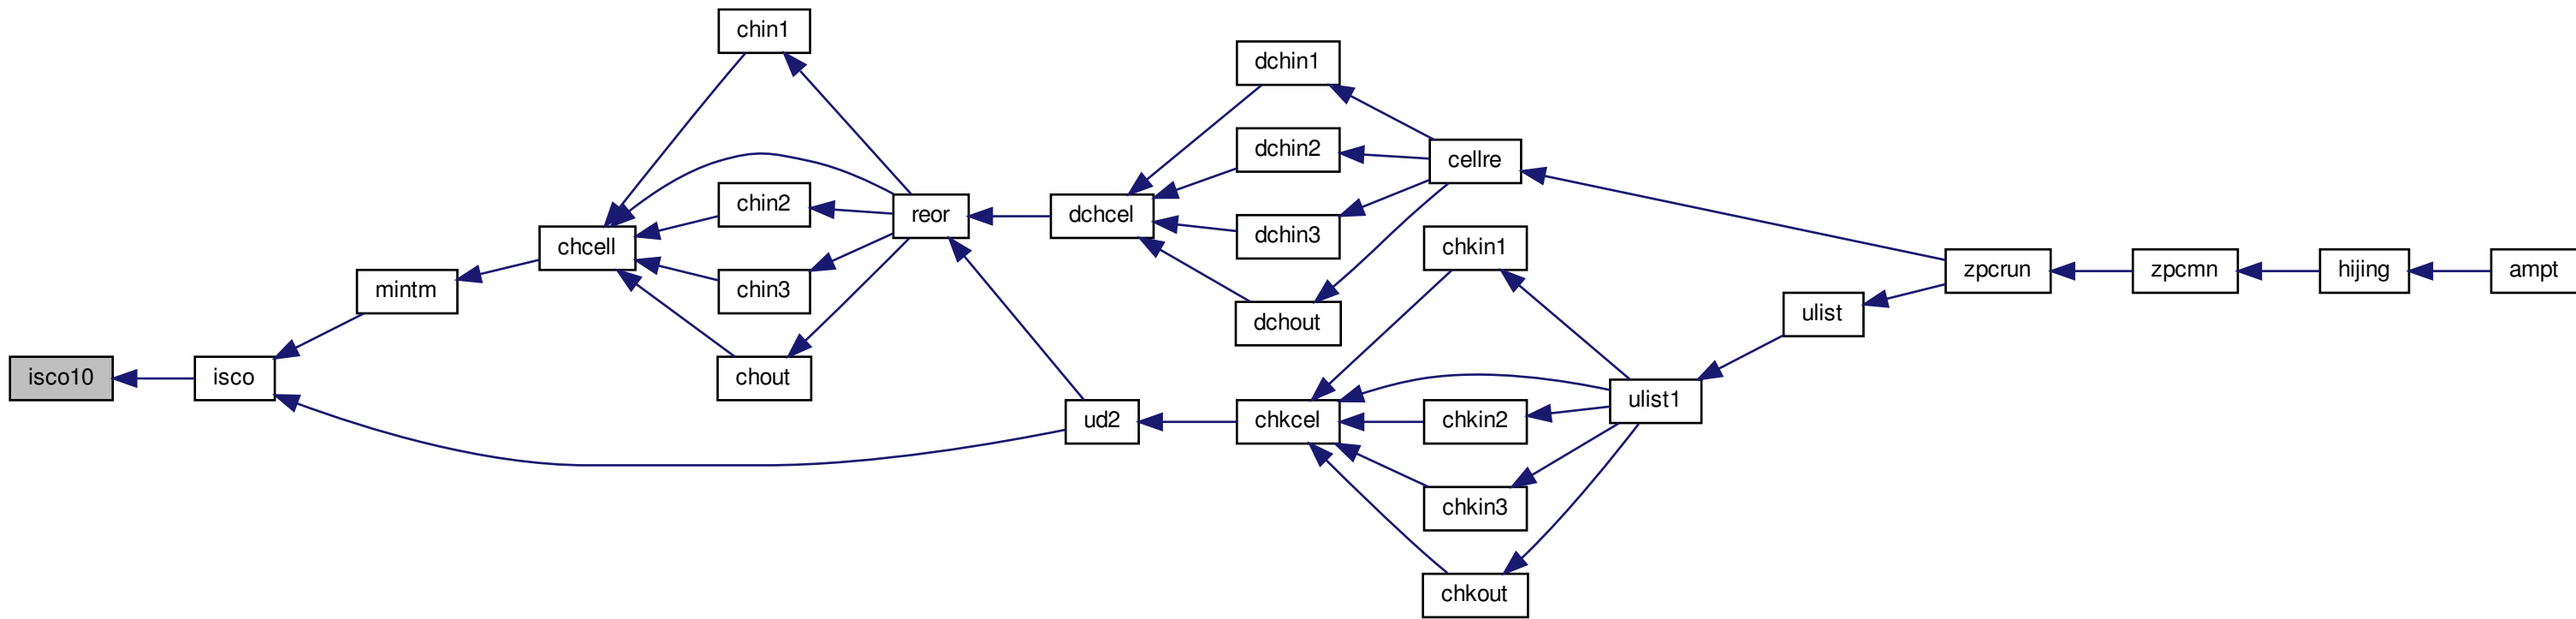 isco10
isco
mintm
chcell
chin1
chin2
chin3
chout
reor
dchcel
ud2
dchin1
dchin2
dchin3
dchout
chkcel
cellre
chkin1
chkin2
chkin3
chkout
ulist1
ulist
zpcrun
zpcmn
hijing
ampt